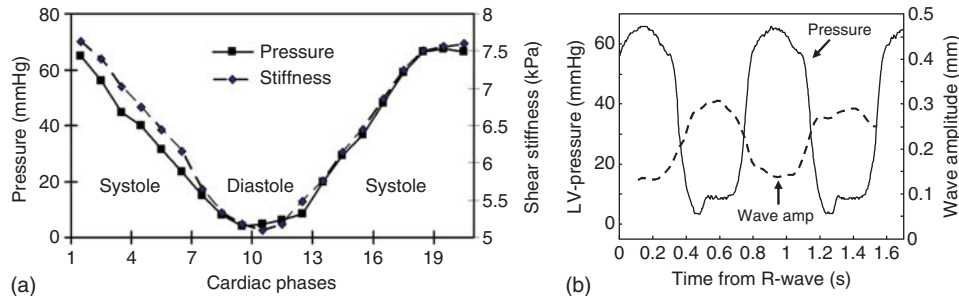 (a)
Pressure (mmHg)
80
60
40
20
0
Pressure
Stiffness
Systole
Diastole
Systole
1
4
7
10
13
16
19
Cardiac phases
8
7.5
7
6.5
6
5.5
5
Shear stiffness (kPa)
(b)
LV-pressure (mmHg)
60
40
20
0
Pressure
Wave amp
0
0.2
0.4
0.6
0.8
1.2
1.6
Time from R-wave (s)
0.5
0.4
0.3
0.2
0.1
0
Wave amplitude (mm)